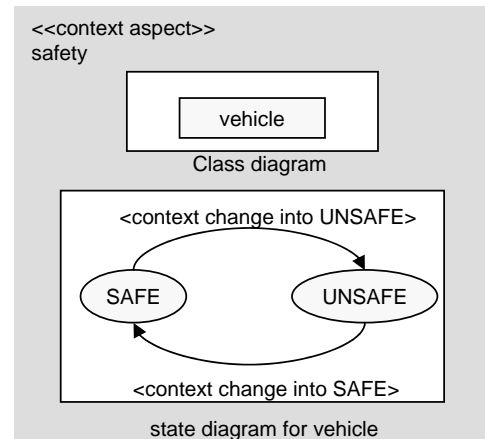 <<context aspect>>
safety
vehicle
Class diagram
<context change into UNSAFE>
SAFE
UNSAFE
<context change into SAFE>
state diagram for vehicle